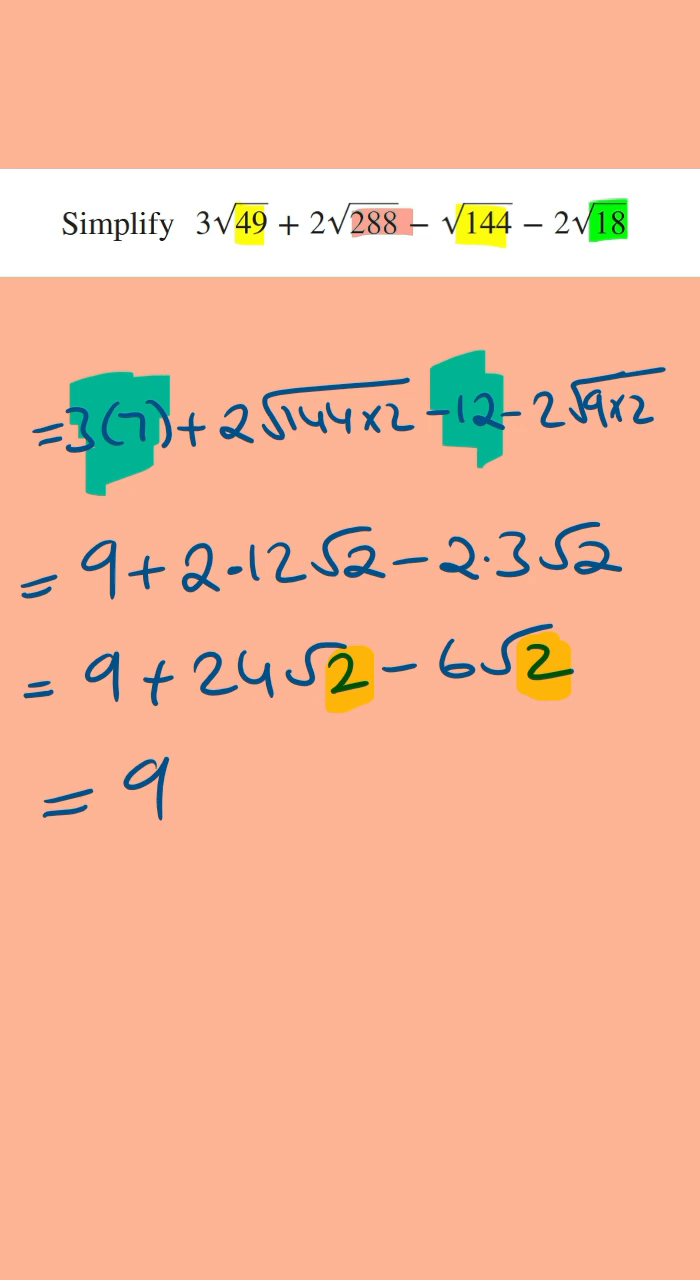 Simplify 3√49 + 2√288 − √144 − 2√18
=3(7)+2√144×2-12-2√9×2
= 9+2·12√2-2·3√2
= 9+24√2-6√2
= 9